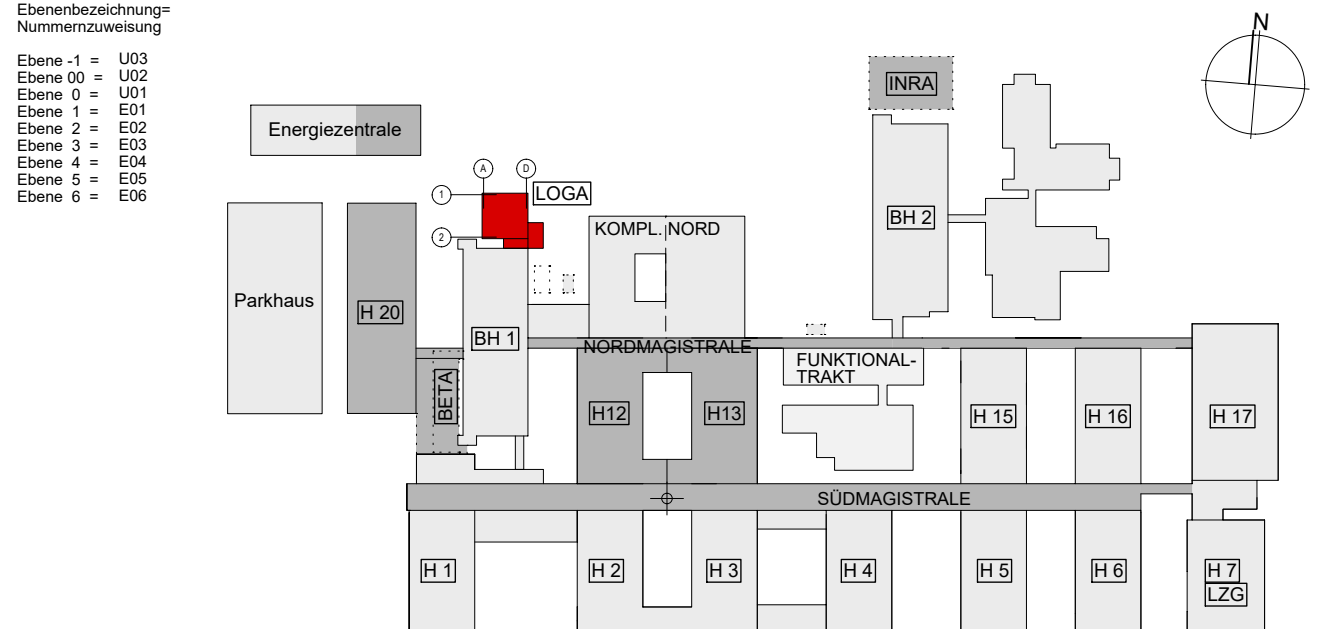 Ebenenbezeichnung=
Nummernzuweisung
Ebene -1 = U03
Ebene 00 = U02
Ebene 0 = U01
Ebene 1 = E01
Ebene 2 = E02
Ebene 3 = E03
Ebene 4 = E04
Ebene 5 = E05
Ebene 6 = E06
N
INRA
Energiezentrale
A D
1 LOGA
2
KOMPL. NORD
BH 2
Parkhaus
H 20
BH 1
NORDMAGISTRALE
FUNKTIONAL-
TRAKT
BETA
H12 H13 H 15 H 16 H 17
SÜDMAGISTRALE
H 1 H 2 H 3 H 4 H 5 H 6 H 7
LZG